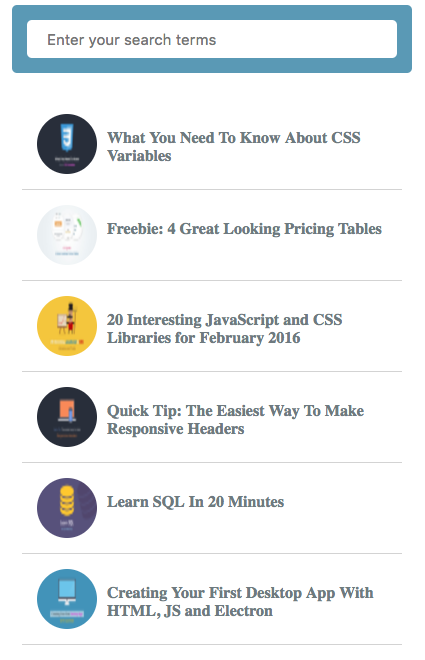 Enter your search terms
What You Need To Know About CSS
Variables
Freebie: 4 Great Looking Pricing Tables
20 Interesting JavaScript and CSS
Libraries for February 2016
Quick Tip: The Easiest Way To Make
Responsive Headers
Learn SQL In 20 Minutes
Creating Your First Desktop App With
HTML, JS and Electron